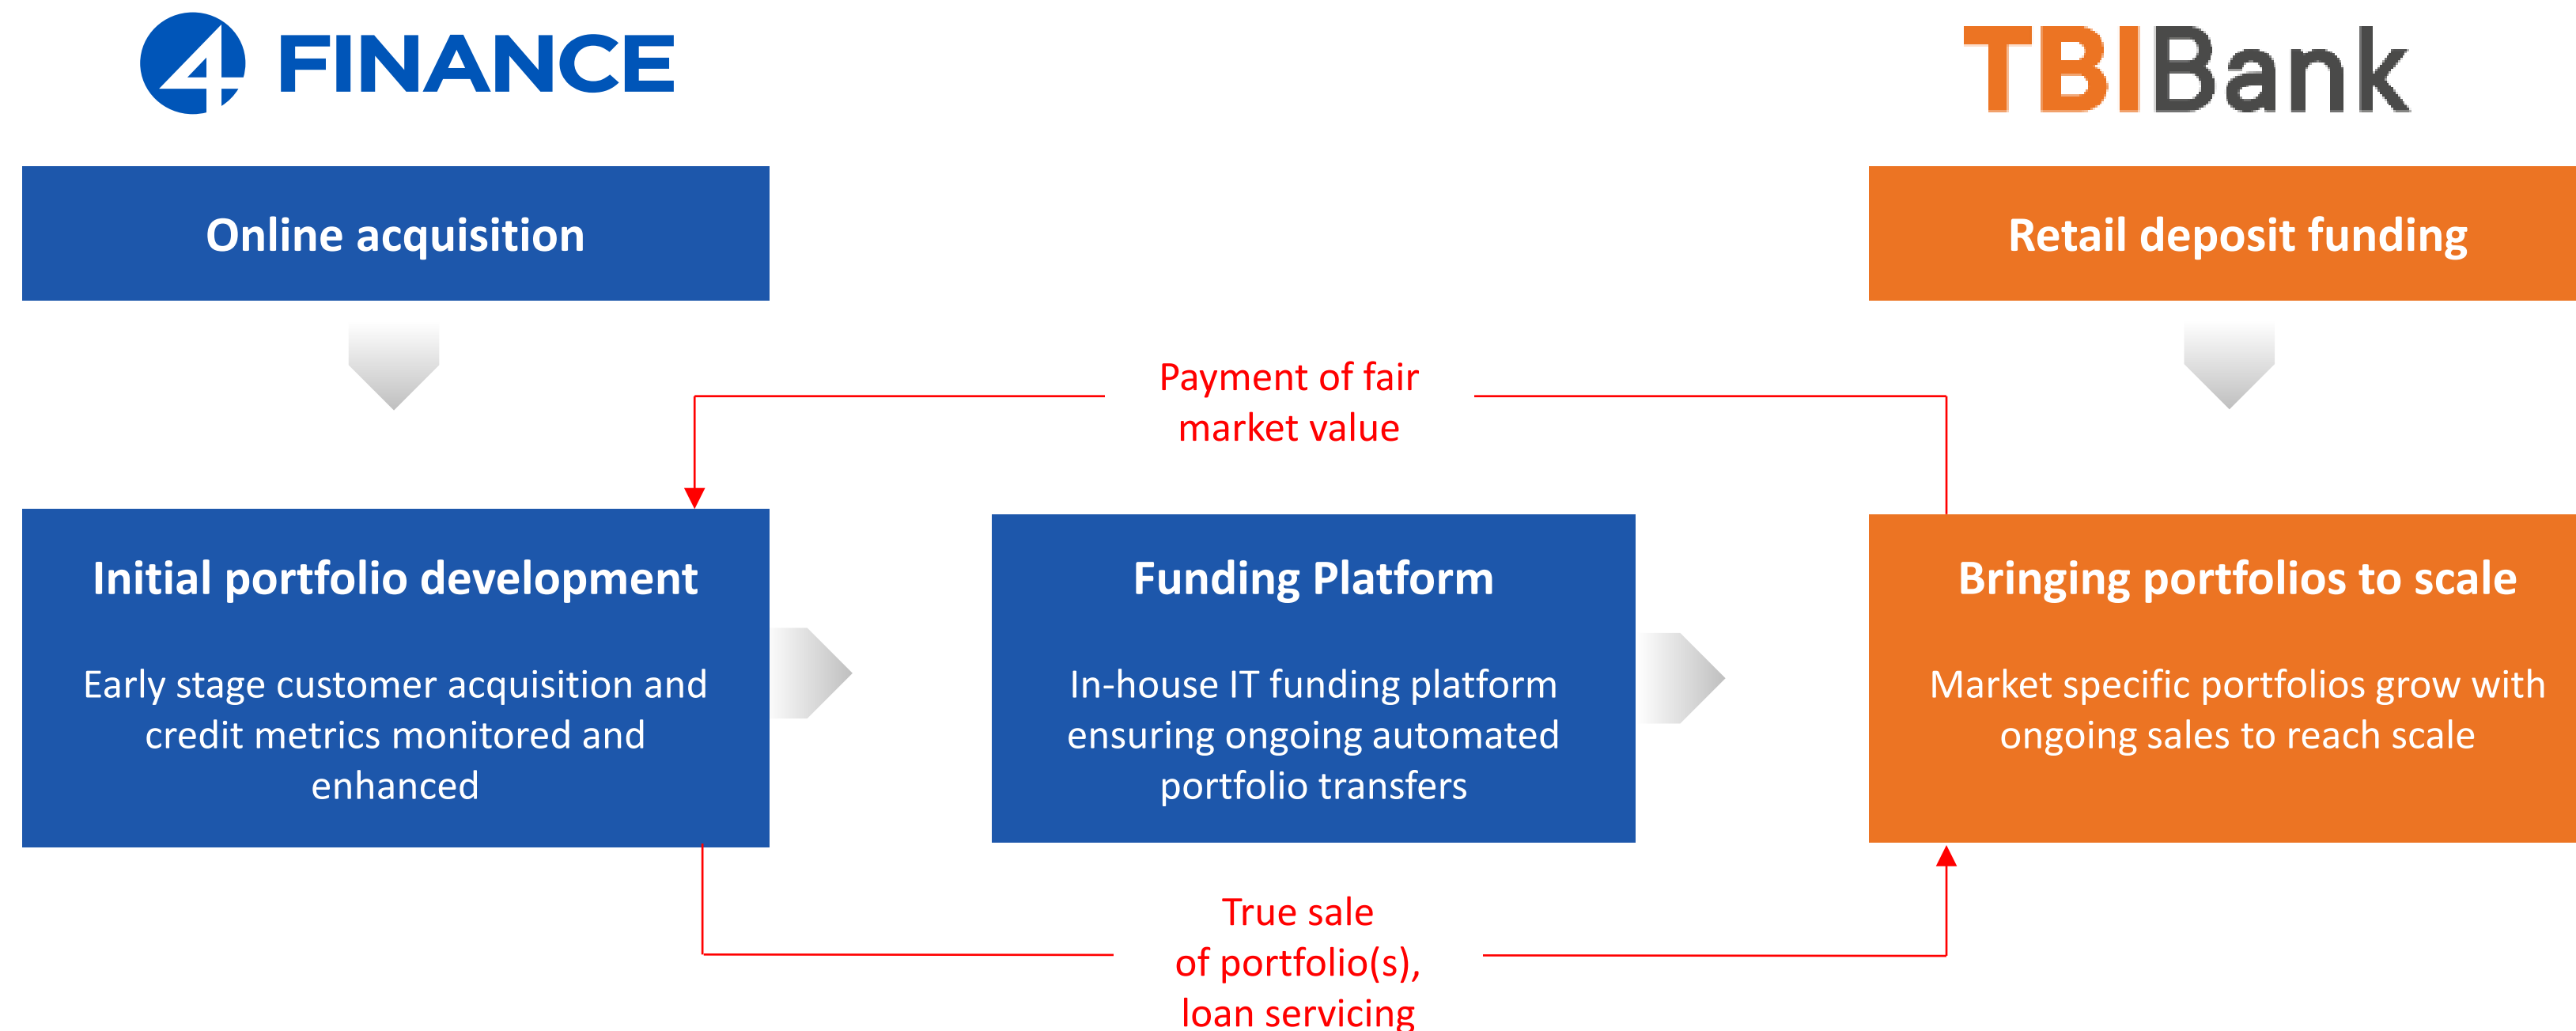 4 FINANCE
TBIBank
Online acquisition
Retail deposit funding
Payment of fair
market value
Initial portfolio development
Early stage customer acquisition and
credit metrics monitored and
enhanced
Funding Platform
In-house IT funding platform
ensuring ongoing automated
portfolio transfers
Bringing portfolios to scale
Market specific portfolios grow with
ongoing sales to reach scale
True sale
of portfolio(s),
loan servicing